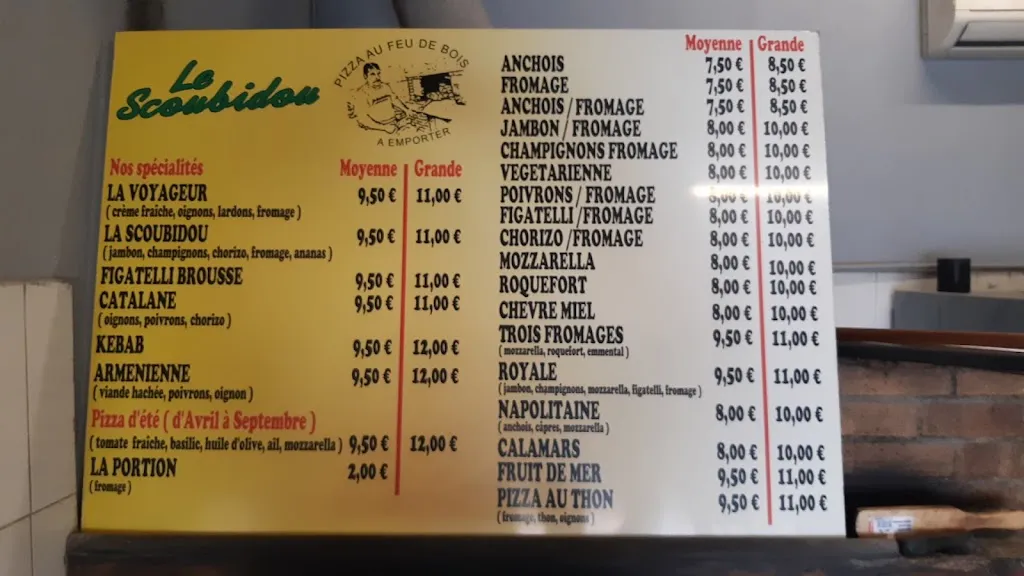 Le
Scoubidou
PIZZA AU FEU DE BOIS
A EMPORTER
Nos spécialités Moyenne Grande
LA VOYAGEUR 9,50 € 11,00 €
( crème fraiche, oignons, lardons, fromage )
LA SCOUBIDOU 9,50 € 11,00 €
( jambon, champignons, chorizo, fromage, ananas )
FIGATELLI BROUSSE 9,50 € 11,00 €
CATALANE 9,50 € 11,00 €
( oignons, poivrons, chorizo )
KEBAB 9,50 € 12,00 €
ARMENIENNE 9,50 € 12,00 €
( viande hachée, poivrons, oignon )
Pizza d'été ( d'Avril à Septembre )
( tomate fraiche, basilic, huile d'olive, ail, mozzarella ) 9,50 € 12,00 €
LA PORTION 2,00 €
( fromage )
Moyenne Grande
ANCHOIS 7,50 € 8,50 €
FROMAGE 7,50 € 8,50 €
ANCHOIS / FROMAGE 7,50 € 8,50 €
JAMBON / FROMAGE 8,00 € 10,00 €
CHAMPIGNONS FROMAGE 8,00 € 10,00 €
VEGETARIENNE 8,00 € 10,00 €
POIVRONS / FROMAGE 8,00 € 10,00 €
FIGATELLI / FROMAGE 8,00 € 10,00 €
CHORIZO / FROMAGE 8,00 € 10,00 €
MOZZARELLA 8,00 € 10,00 €
ROQUEFORT 8,00 € 10,00 €
CHEVRE MIEL 8,00 € 10,00 €
TROIS FROMAGES 9,50 € 11,00 €
( mozzarella, roquefort, emmental )
ROYALE 9,50 € 11,00 €
( jambon, champignons, mozzarella, figatelli, fromage )
NAPOLITAINE 8,00 € 10,00 €
( anchois, câpres, mozzarella )
CALAMARS 8,00 € 10,00 €
FRUIT DE MER 9,50 € 11,00 €
PIZZA AU THON 9,50 € 11,00 €
( fromage, thon, oignons )